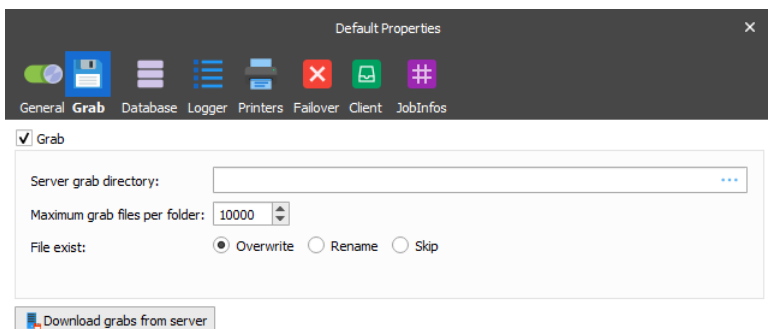 Default Properties
General Grab Database Logger Printers Failover Client JobInfos
Grab
Server grab directory:
Maximum grab files per folder: 10000
File exist: Overwrite Rename Skip
Download grabs from server